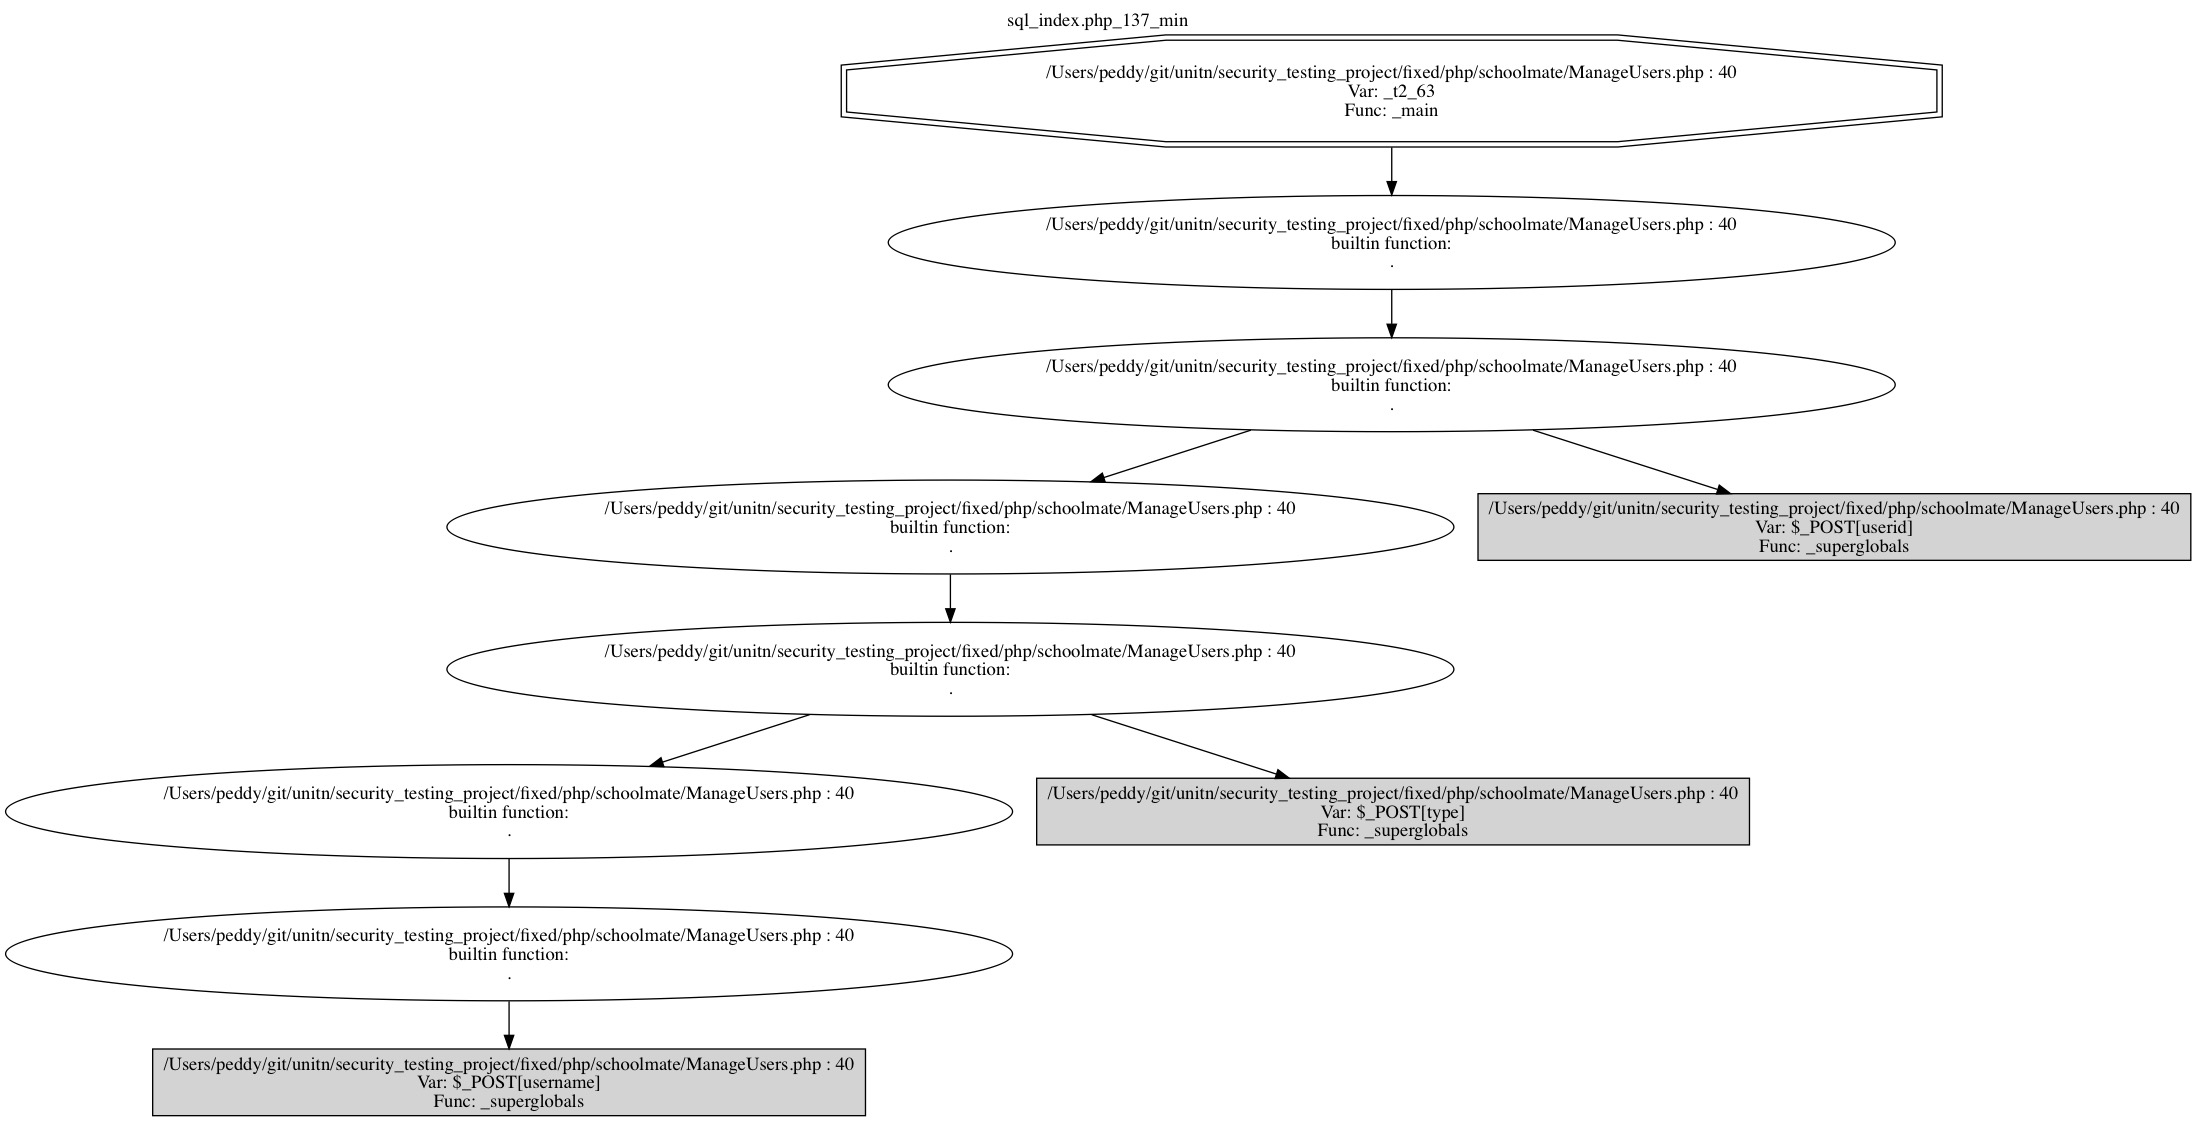 sql_index.php_137_min
/Users/peddy/git/unitn/security_testing_project/fixed/php/schoolmate/ManageUsers.php : 40
Var: _t2_63
Func: _main
/Users/peddy/git/unitn/security_testing_project/fixed/php/schoolmate/ManageUsers.php : 40
builtin function:
.
/Users/peddy/git/unitn/security_testing_project/fixed/php/schoolmate/ManageUsers.php : 40
builtin function:
.
/Users/peddy/git/unitn/security_testing_project/fixed/php/schoolmate/ManageUsers.php : 40
builtin function:
.
/Users/peddy/git/unitn/security_testing_project/fixed/php/schoolmate/ManageUsers.php : 40
Var: $_POST[userid]
Func: _superglobals
/Users/peddy/git/unitn/security_testing_project/fixed/php/schoolmate/ManageUsers.php : 40
builtin function:
.
/Users/peddy/git/unitn/security_testing_project/fixed/php/schoolmate/ManageUsers.php : 40
builtin function:
.
/Users/peddy/git/unitn/security_testing_project/fixed/php/schoolmate/ManageUsers.php : 40
Var: $_POST[type]
Func: _superglobals
/Users/peddy/git/unitn/security_testing_project/fixed/php/schoolmate/ManageUsers.php : 40
builtin function:
.
/Users/peddy/git/unitn/security_testing_project/fixed/php/schoolmate/ManageUsers.php : 40
Var: $_POST[username]
Func: _superglobals